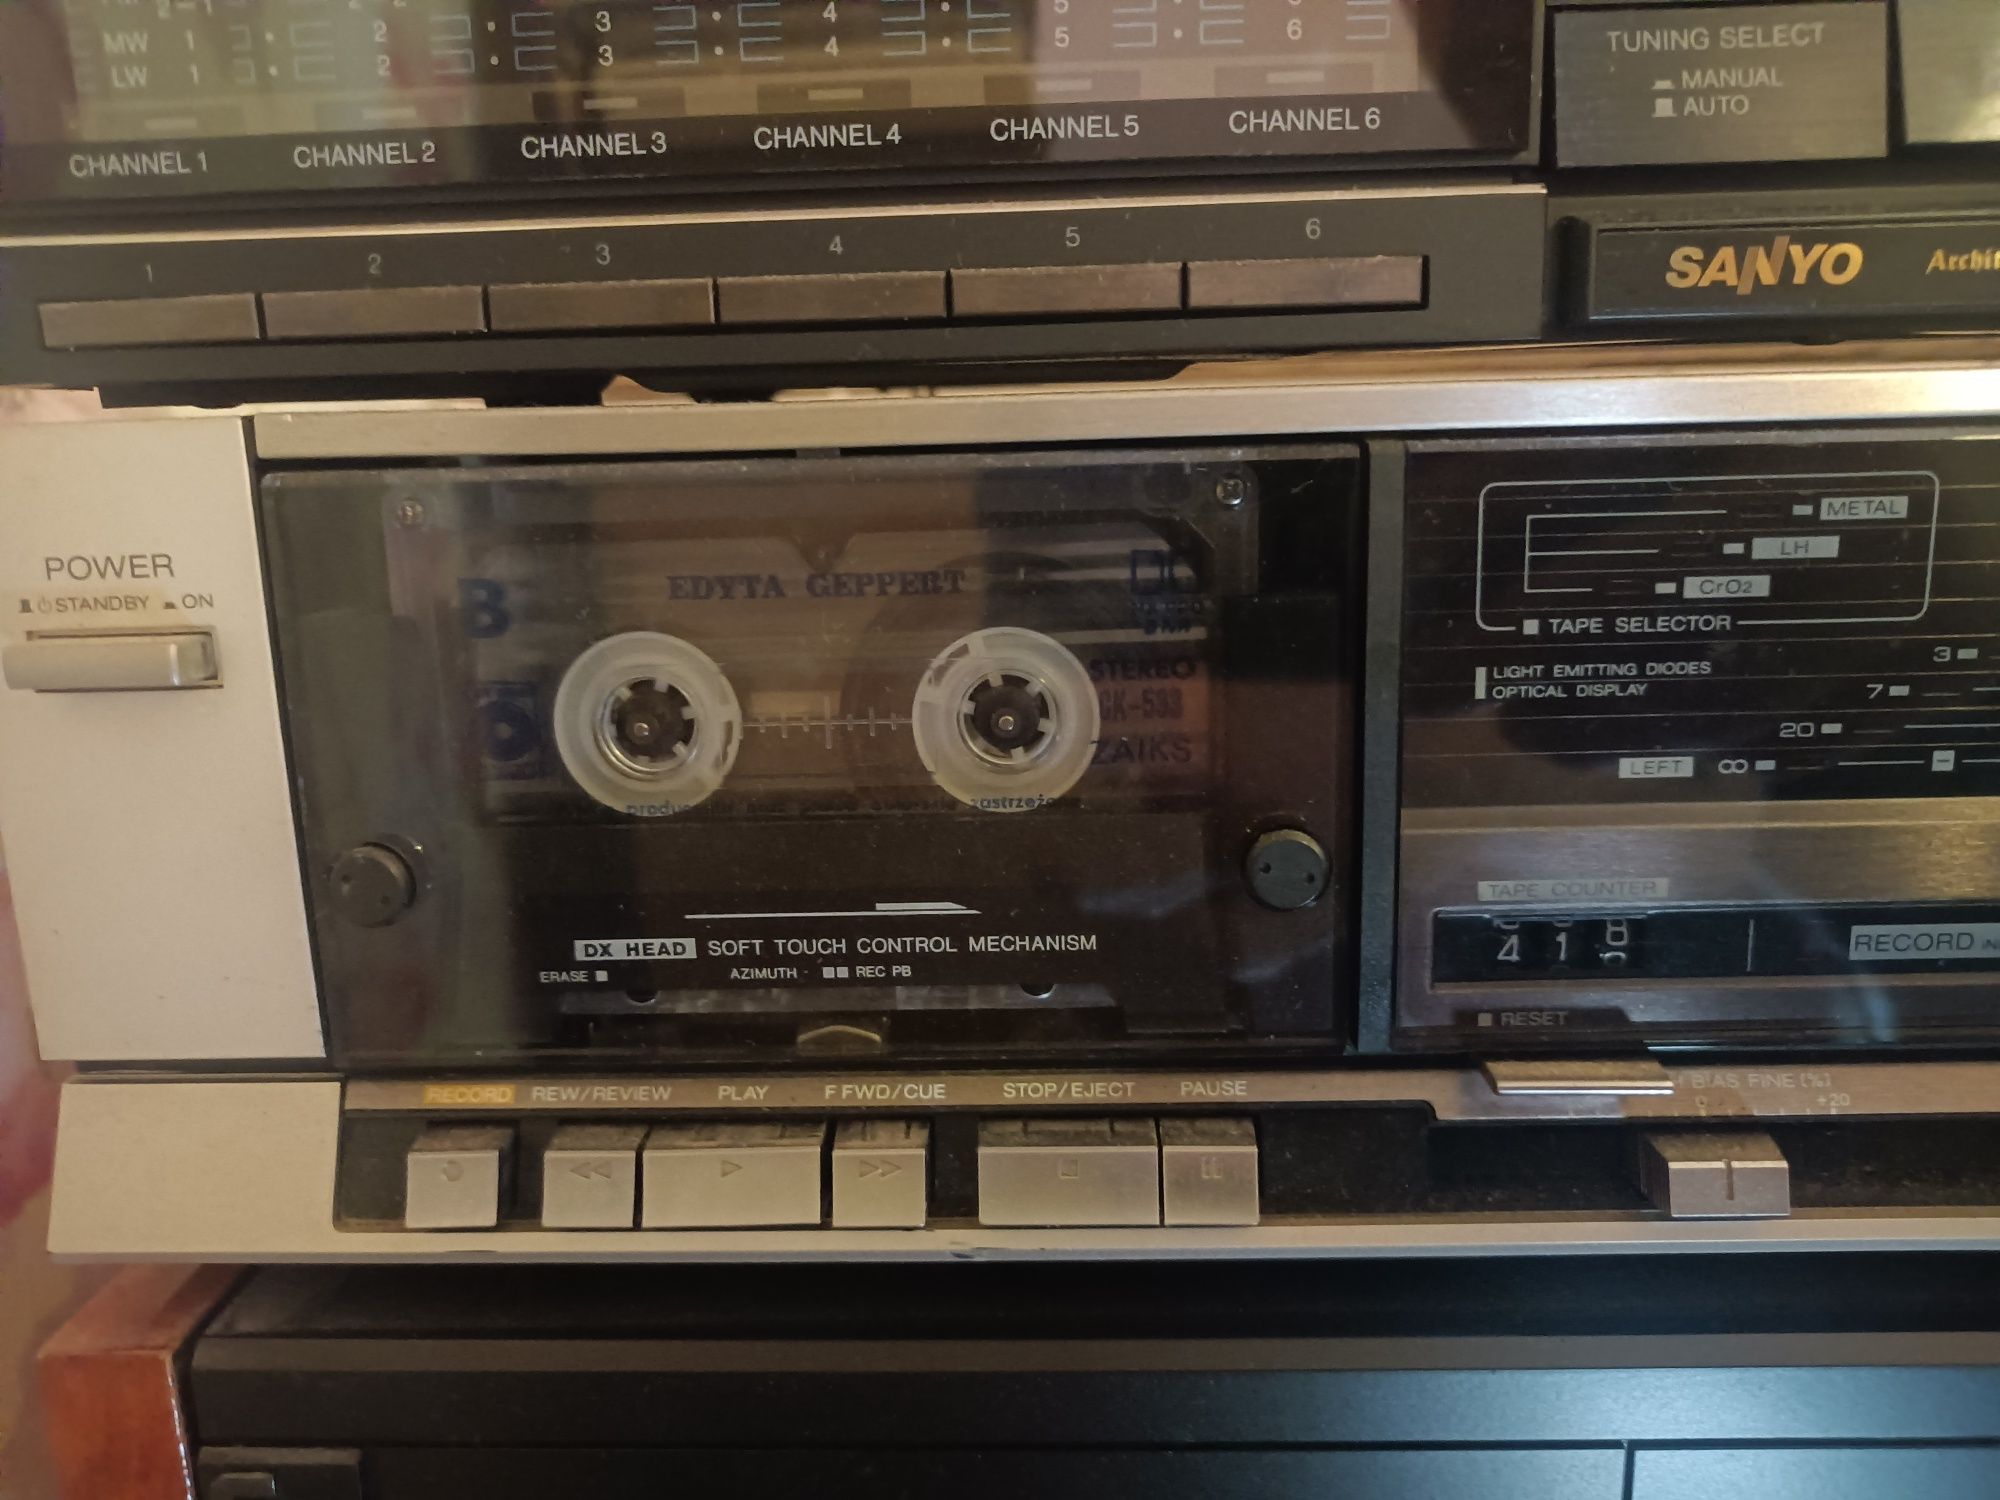 MW 1 2 3 4 5 6
LW 1 2 3 4 5 6
CHANNEL 1 CHANNEL 2 CHANNEL 3 CHANNEL 4 CHANNEL 5 CHANNEL 6
TUNING SELECT
MANUAL
AUTO
1 2 3 4 5 6
SANYO
POWER
STANDBY ON
B
EDYTA GEPPERT
STEREO
CK-593
ZAIKS
DX HEAD SOFT TOUCH CONTROL MECHANISM
ERASE AZIMUTH REC PB
METAL
LH
CrO2
TAPE SELECTOR
LIGHT EMITTING DIODES
OPTICAL DISPLAY
3
7
20
LEFT ∞
TAPE COUNTER
4 1 8
RECORD
RESET
RECORD REW/REVIEW PLAY F FWD/CUE STOP/EJECT PAUSE
BIAS FINE (%)
0 +20